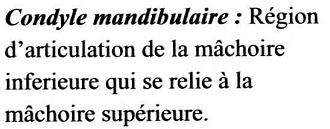 Condyle mandibulaire : Région
d’articulation de la mâchoire
inferieure qui se relie à la
mâchoire supérieure.